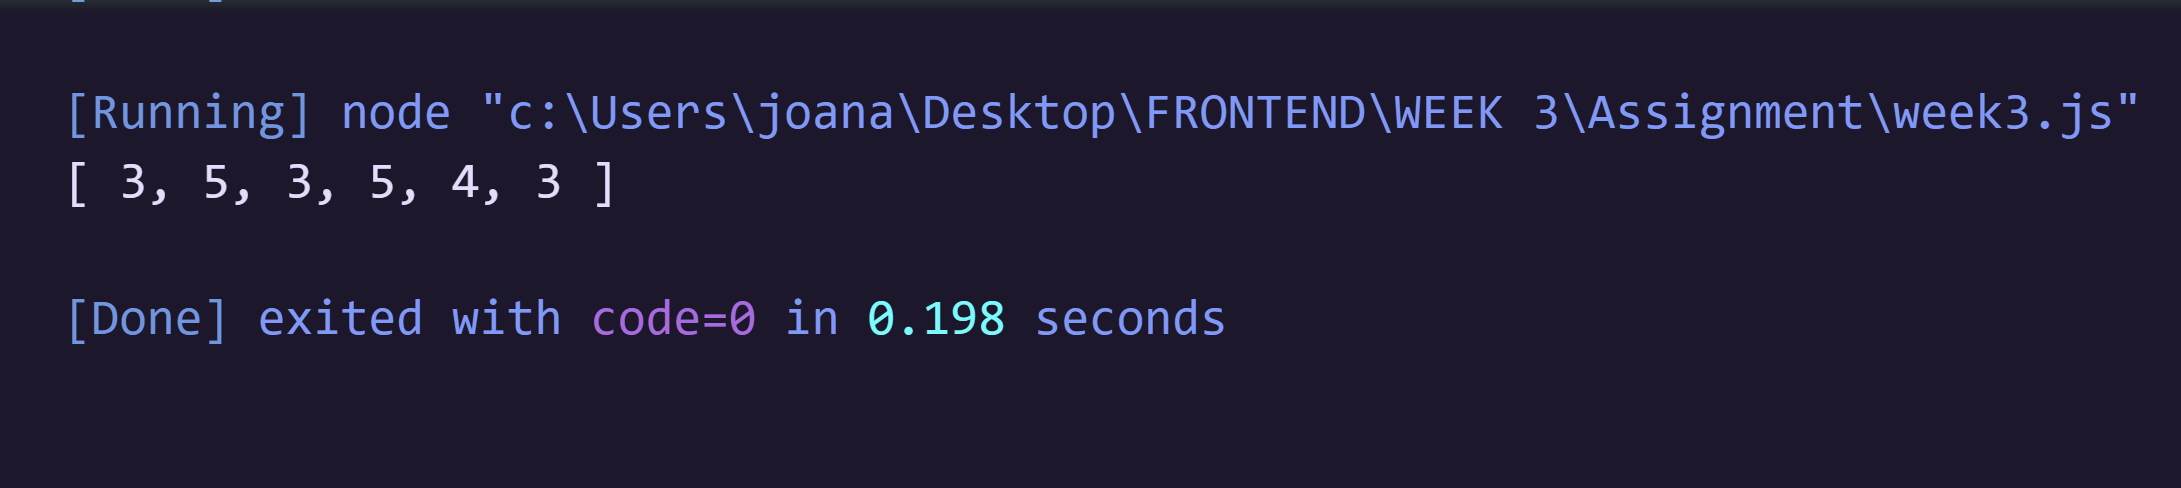 [Running] node "c:\Users\joana\Desktop\FRONTEND\WEEK 3\Assignment\week3.js"
[ 3, 5, 3, 5, 4, 3 ]
[Done] exited with code=0 in 0.198 seconds